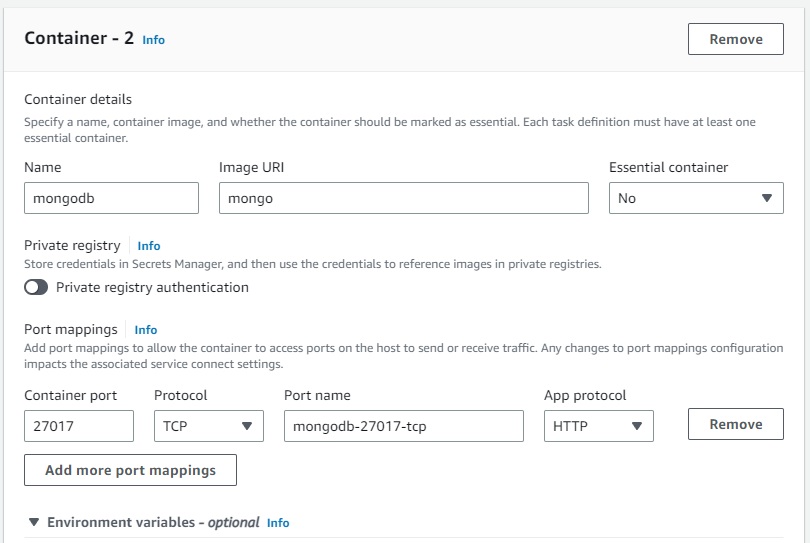 Container - 2 Info
Remove
Container details
Specify a name, container image, and whether the container should be marked as essential. Each task definition must have at least one
essential container.
Name Image URI Essential container
mongodb mongo No
Private registry Info
Store credentials in Secrets Manager, and then use the credentials to reference images in private registries.
Private registry authentication
Port mappings Info
Add port mappings to allow the container to access ports on the host to send or receive traffic. Any changes to port mappings configuration
impacts the associated service connect settings.
Container port Protocol Port name App protocol
27017 TCP mongodb-27017-tcp HTTP Remove
Add more port mappings
Environment variables - optional Info